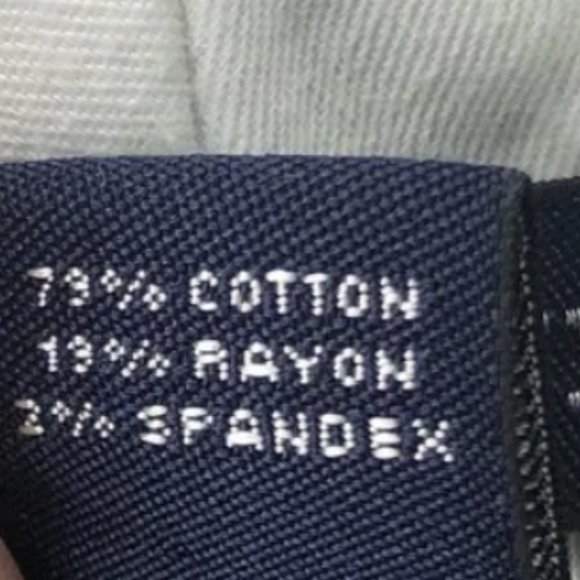 79% COTTON
19% RAYON
2% SPANDEX